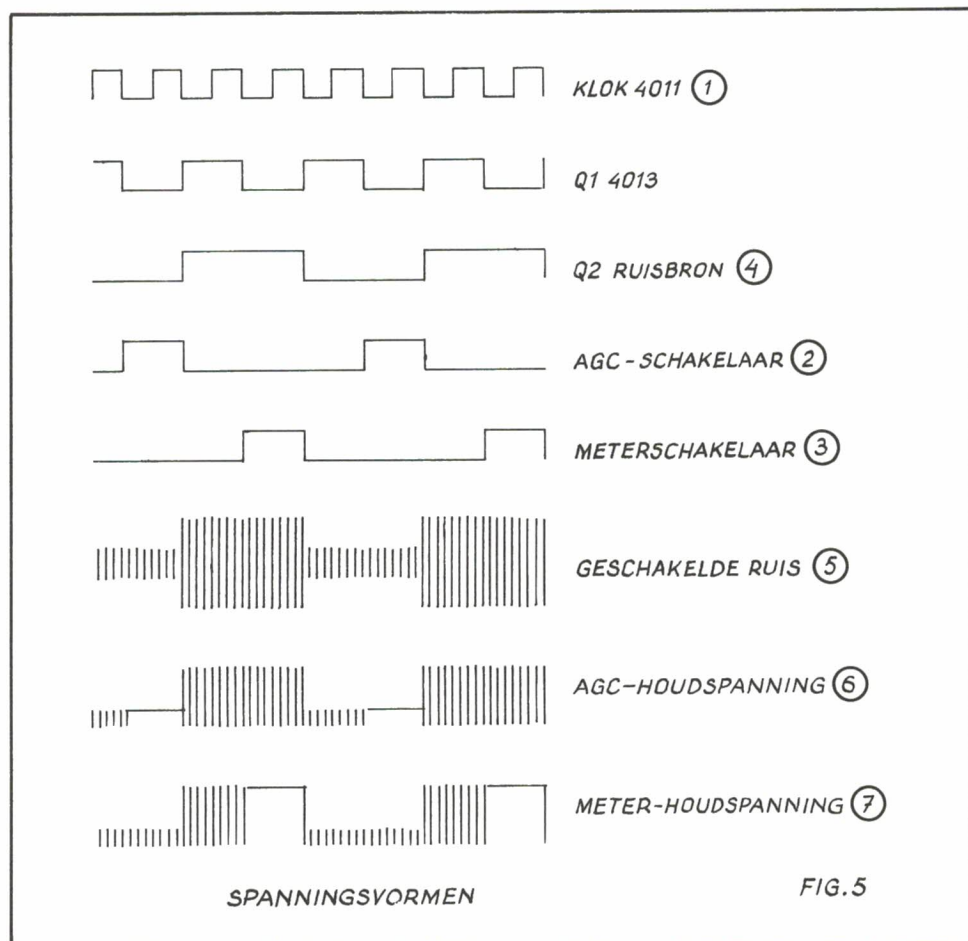 KLOK 4011 ①
Q1 4013
Q2 RUISBRON ④
AGC-SCHAKELAAR ②
METERSCHAKELAAR ③
GESCHAKELDE RUIS ⑤
AGC-HOUDSPANNING ⑥
METER-HOUDSPANNING ⑦
SPANNINGSVORMEN
FIG.5